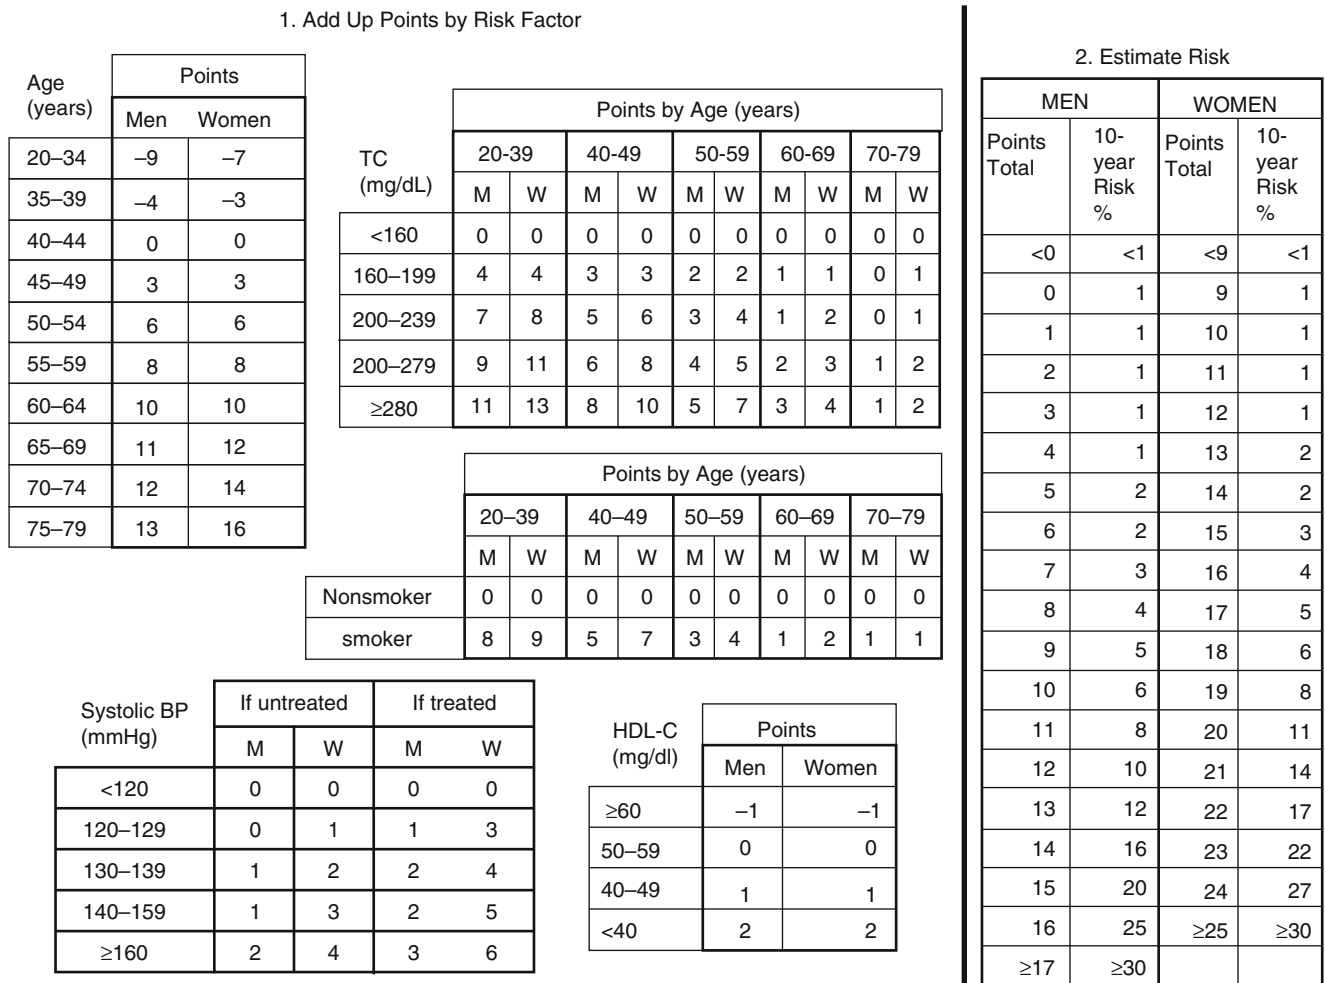 1. Add Up Points by Risk Factor
Age
(years)
Points
Men Women
20–34 –9 –7
35–39 –4 –3
40–44 0 0
45–49 3 3
50–54 6 6
55–59 8 8
60–64 10 10
65–69 11 12
70–74 12 14
75–79 13 16
TC
(mg/dL)
Points by Age (years)
20-39 40-49 50-59 60-69 70-79
M W M W M W M W M W
<160 0 0 0 0 0 0 0 0 0 0
160–199 4 4 3 3 2 2 1 1 0 1
200–239 7 8 5 6 3 4 1 2 0 1
200–279 9 11 6 8 4 5 2 3 1 2
≥280 11 13 8 10 5 7 3 4 1 2
Points by Age (years)
20–39 40–49 50–59 60–69 70–79
M W M W M W M W M W
Nonsmoker 0 0 0 0 0 0 0 0 0 0
smoker 8 9 5 7 3 4 1 2 1 1
Systolic BP
(mmHg)
If untreated If treated
M W M W
<120 0 0 0 0
120–129 0 1 1 3
130–139 1 2 2 4
140–159 1 3 2 5
≥160 2 4 3 6
HDL-C
(mg/dl)
Points
Men Women
≥60 –1 –1
50–59 0 0
40–49 1 1
<40 2 2
2. Estimate Risk
MEN WOMEN
Points
Total
10-
year
Risk
%
Points
Total
10-
year
Risk
%
<0 <1 <9 <1
0 1 9 1
1 1 10 1
2 1 11 1
3 1 12 1
4 1 13 2
5 2 14 2
6 2 15 3
7 3 16 4
8 4 17 5
9 5 18 6
10 6 19 8
11 8 20 11
12 10 21 14
13 12 22 17
14 16 23 22
15 20 24 27
16 25 ≥25 ≥30
≥17 ≥30